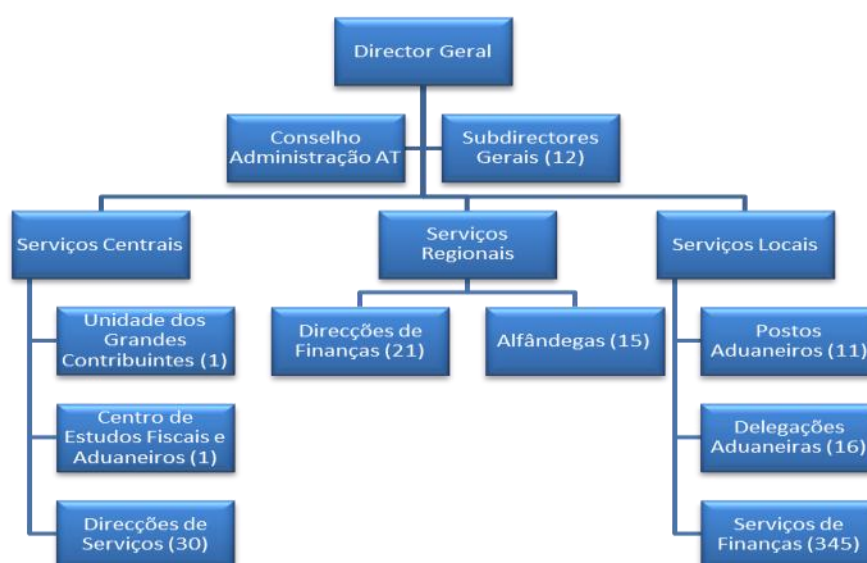 Director Geral
Conselho
Administração AT
Subdirectores
Gerais (12)
Serviços Centrais
Serviços
Regionais
Serviços Locais
Unidade dos
Grandes
Contribuintes (1)
Centro de
Estudos Fiscais e
Aduaneiros (1)
Direcções de
Serviços (30)
Direcções de
Finanças (21)
Alfândegas (15)
Postos
Aduaneiros (11)
Delegações
Aduaneiras (16)
Serviços de
Finanças (345)